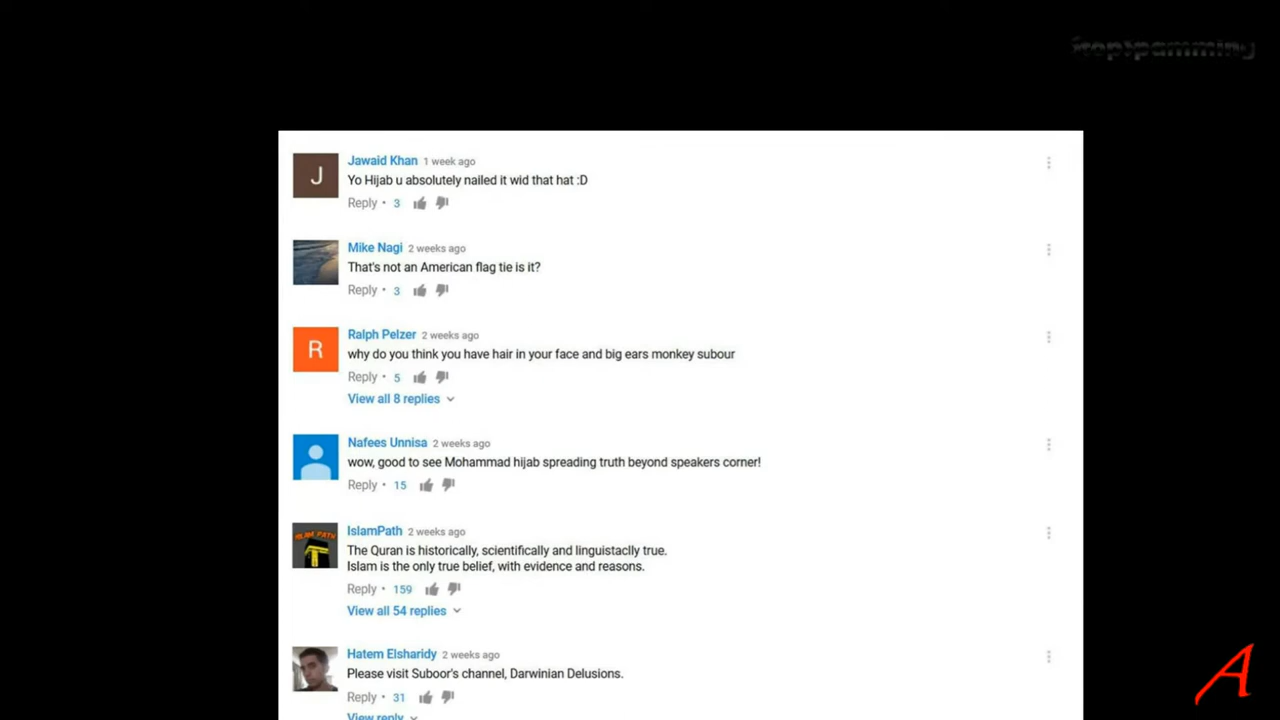 StopSpamming
J
Jawaid Khan 1 week ago
Yo Hijab u absolutely nailed it wid that hat :D
Reply • 3
Mike Nagi 2 weeks ago
That's not an American flag tie is it?
Reply • 3
R
Ralph Pelzer 2 weeks ago
why do you think you have hair in your face and big ears monkey subour
Reply • 5
View all 8 replies
Nafees Unnisa 2 weeks ago
wow, good to see Mohammad hijab spreading truth beyond speakers corner!
Reply • 15
ISLAM PATH
IslamPath 2 weeks ago
The Quran is historically, scientifically and linguistaclly true.
Islam is the only true belief, with evidence and reasons.
Reply • 159
View all 54 replies
Hatem Elsharidy 2 weeks ago
Please visit Suboor's channel, Darwinian Delusions.
Reply • 31
View reply
A